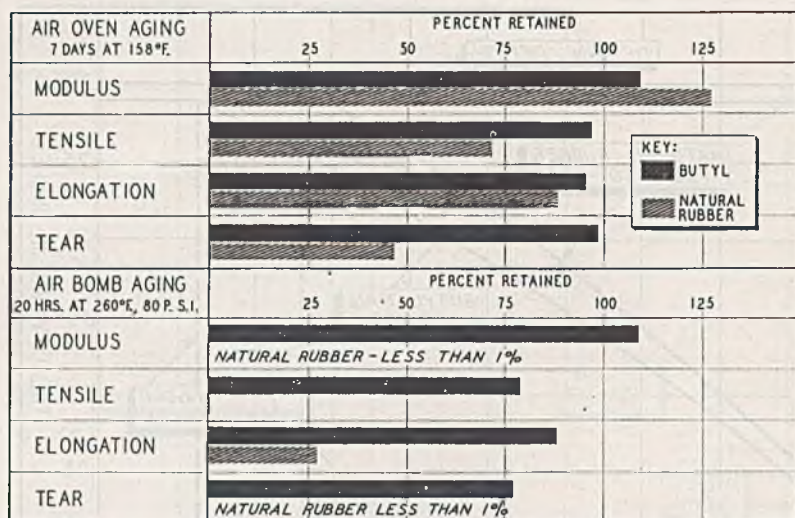 AIR OVEN AGING
7 DAYS AT 158°F.
PERCENT RETAINED
25 50 75 100 125
MODULUS
TENSILE
ELONGATION
TEAR
KEY:
BUTYL
NATURAL
RUBBER
AIR BOMB AGING
20 HRS. AT 260°F, 80 P.S.I.
PERCENT RETAINED
25 50 75 100 125
MODULUS
NATURAL RUBBER - LESS THAN 1%
TENSILE
ELONGATION
TEAR
NATURAL RUBBER LESS THAN 1%